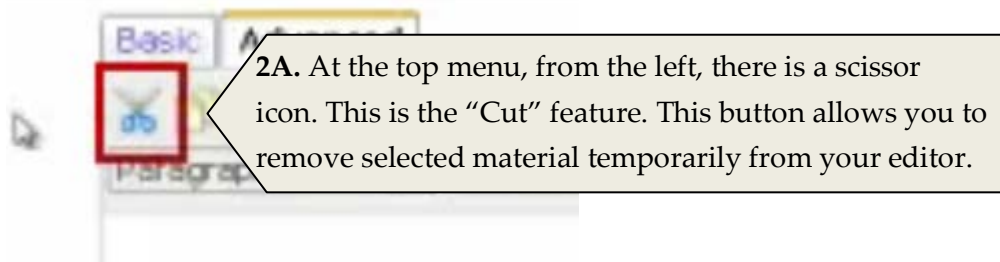 Basic
2A. At the top menu, from the left, there is a scissor
icon. This is the “Cut” feature. This button allows you to
remove selected material temporarily from your editor.